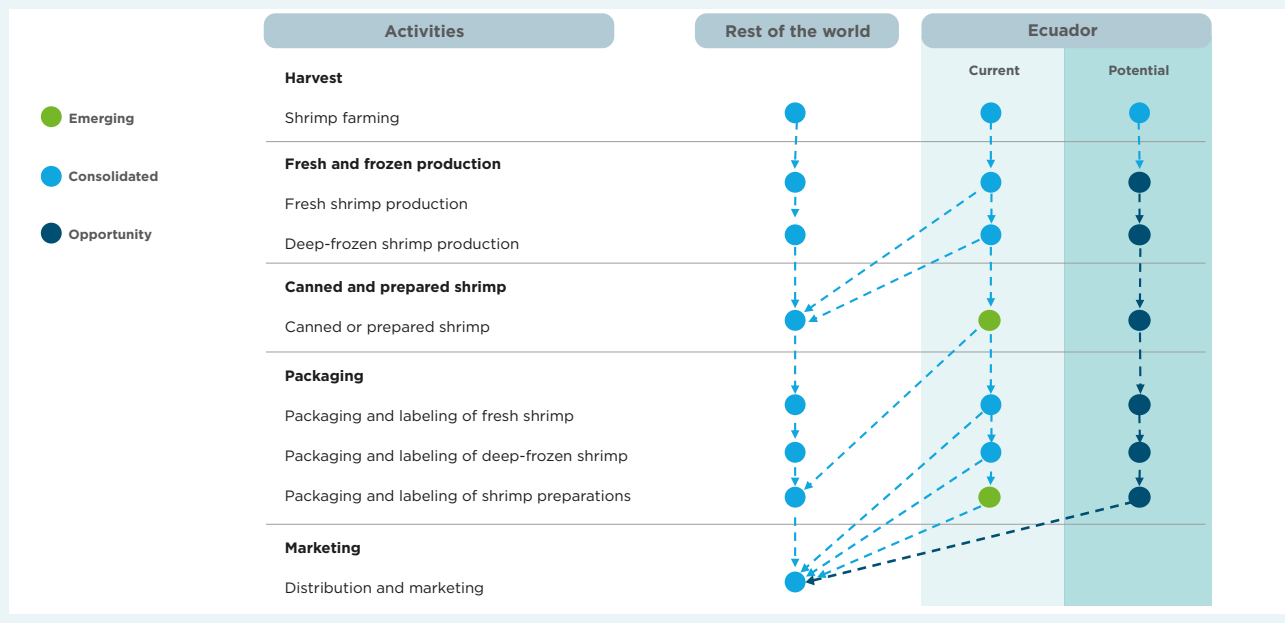 Activities
Rest of the world
Ecuador
Current
Potential
Emerging
Consolidated
Opportunity
Harvest
Shrimp farming
Fresh and frozen production
Fresh shrimp production
Deep-frozen shrimp production
Canned and prepared shrimp
Canned or prepared shrimp
Packaging
Packaging and labeling of fresh shrimp
Packaging and labeling of deep-frozen shrimp
Packaging and labeling of shrimp preparations
Marketing
Distribution and marketing